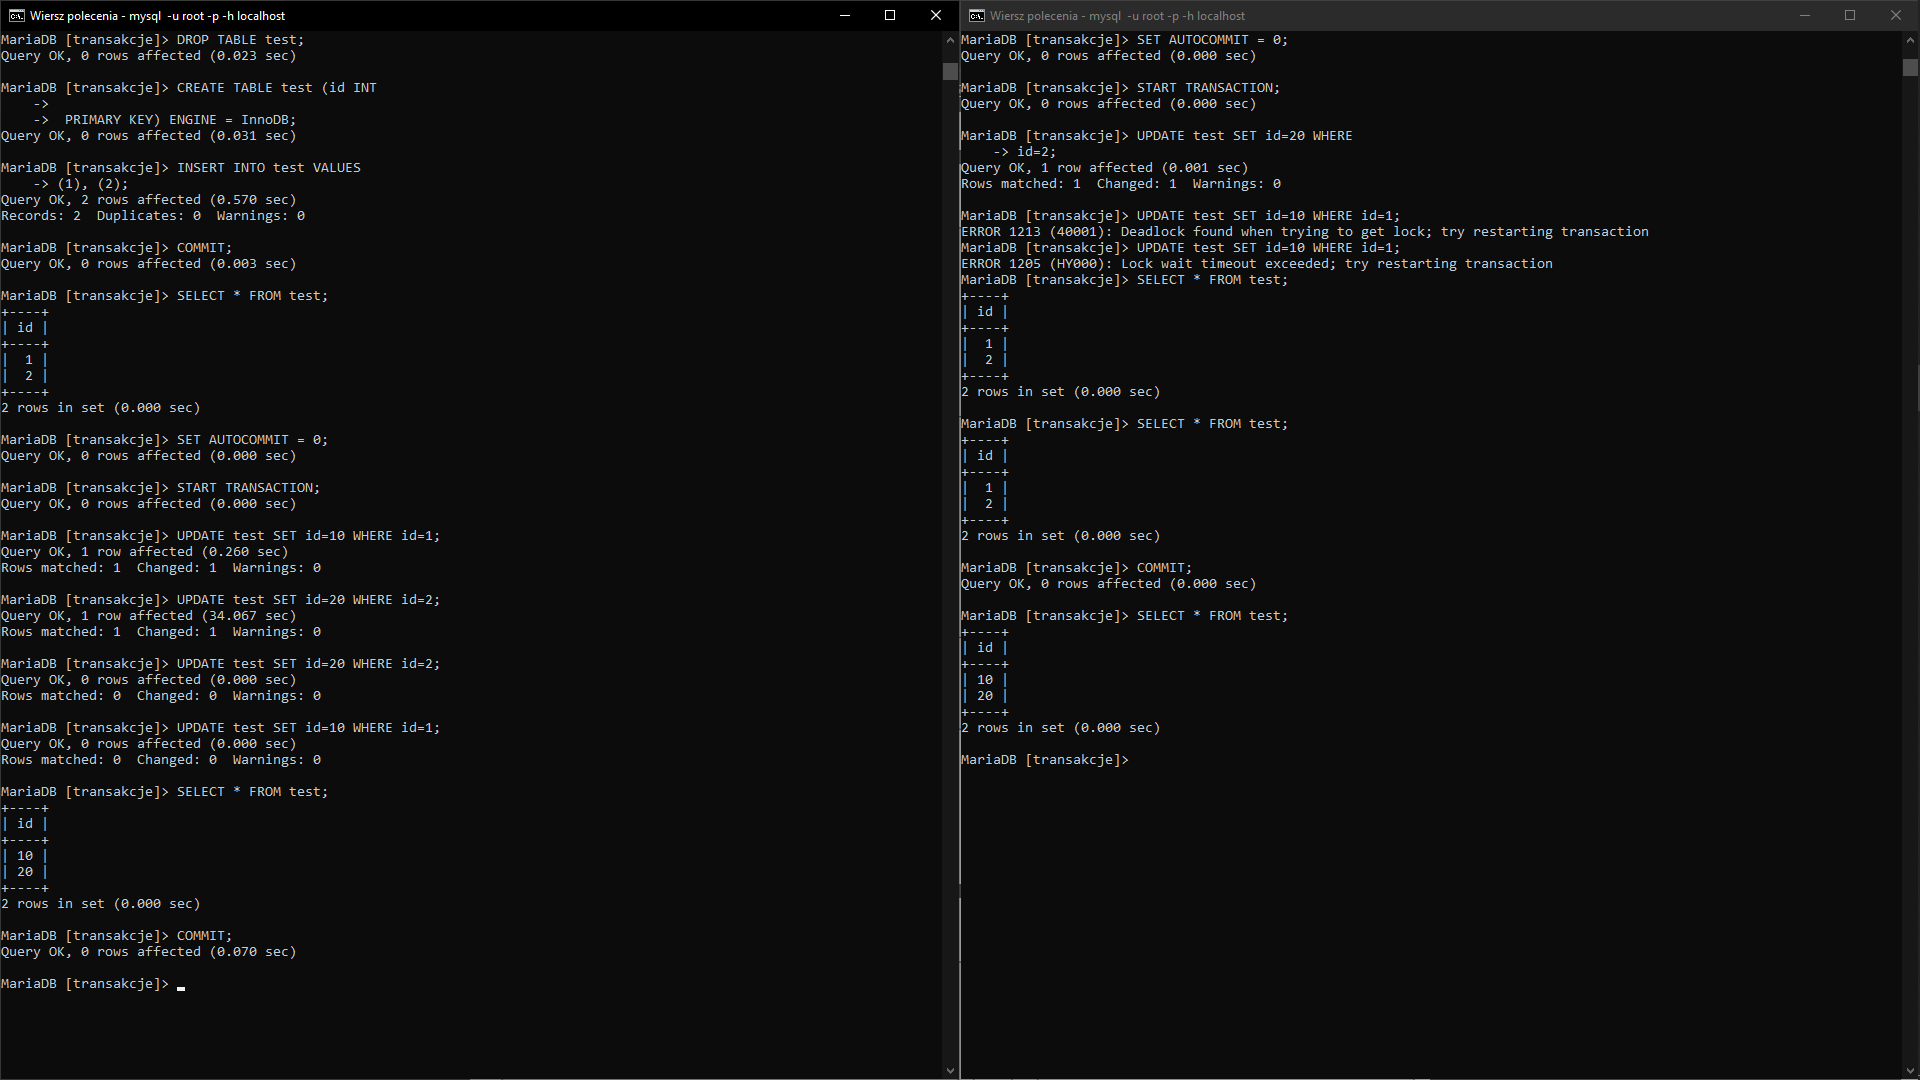 Wiersz polecenia - mysql  -u root -p -h localhost
MariaDB [transakcje]> DROP TABLE test;
Query OK, 0 rows affected (0.023 sec)

MariaDB [transakcje]> CREATE TABLE test (id INT
    ->
    ->  PRIMARY KEY) ENGINE = InnoDB;
Query OK, 0 rows affected (0.031 sec)

MariaDB [transakcje]> INSERT INTO test VALUES
    -> (1), (2);
Query OK, 2 rows affected (0.570 sec)
Records: 2  Duplicates: 0  Warnings: 0

MariaDB [transakcje]> COMMIT;
Query OK, 0 rows affected (0.003 sec)

MariaDB [transakcje]> SELECT * FROM test;
+----+
| id |
+----+
|  1 |
|  2 |
+----+
2 rows in set (0.000 sec)

MariaDB [transakcje]> SET AUTOCOMMIT = 0;
Query OK, 0 rows affected (0.000 sec)

MariaDB [transakcje]> START TRANSACTION;
Query OK, 0 rows affected (0.000 sec)

MariaDB [transakcje]> UPDATE test SET id=10 WHERE id=1;
Query OK, 1 row affected (0.260 sec)
Rows matched: 1  Changed: 1  Warnings: 0

MariaDB [transakcje]> UPDATE test SET id=20 WHERE id=2;
Query OK, 1 row affected (34.067 sec)
Rows matched: 1  Changed: 1  Warnings: 0

MariaDB [transakcje]> UPDATE test SET id=20 WHERE id=2;
Query OK, 0 rows affected (0.000 sec)
Rows matched: 0  Changed: 0  Warnings: 0

MariaDB [transakcje]> UPDATE test SET id=10 WHERE id=1;
Query OK, 0 rows affected (0.000 sec)
Rows matched: 0  Changed: 0  Warnings: 0

MariaDB [transakcje]> SELECT * FROM test;
+----+
| id |
+----+
| 10 |
| 20 |
+----+
2 rows in set (0.000 sec)

MariaDB [transakcje]> COMMIT;
Query OK, 0 rows affected (0.070 sec)

MariaDB [transakcje]>
Wiersz polecenia - mysql  -u root -p -h localhost
MariaDB [transakcje]> SET AUTOCOMMIT = 0;
Query OK, 0 rows affected (0.000 sec)

MariaDB [transakcje]> START TRANSACTION;
Query OK, 0 rows affected (0.000 sec)

MariaDB [transakcje]> UPDATE test SET id=20 WHERE
    -> id=2;
Query OK, 1 row affected (0.001 sec)
Rows matched: 1  Changed: 1  Warnings: 0

MariaDB [transakcje]> UPDATE test SET id=10 WHERE id=1;
ERROR 1213 (40001): Deadlock found when trying to get lock; try restarting transaction
MariaDB [transakcje]> UPDATE test SET id=10 WHERE id=1;
ERROR 1205 (HY000): Lock wait timeout exceeded; try restarting transaction
MariaDB [transakcje]> SELECT * FROM test;
+----+
| id |
+----+
|  1 |
|  2 |
+----+
2 rows in set (0.000 sec)

MariaDB [transakcje]> SELECT * FROM test;
+----+
| id |
+----+
|  1 |
|  2 |
+----+
2 rows in set (0.000 sec)

MariaDB [transakcje]> COMMIT;
Query OK, 0 rows affected (0.000 sec)

MariaDB [transakcje]> SELECT * FROM test;
+----+
| id |
+----+
| 10 |
| 20 |
+----+
2 rows in set (0.000 sec)

MariaDB [transakcje]>